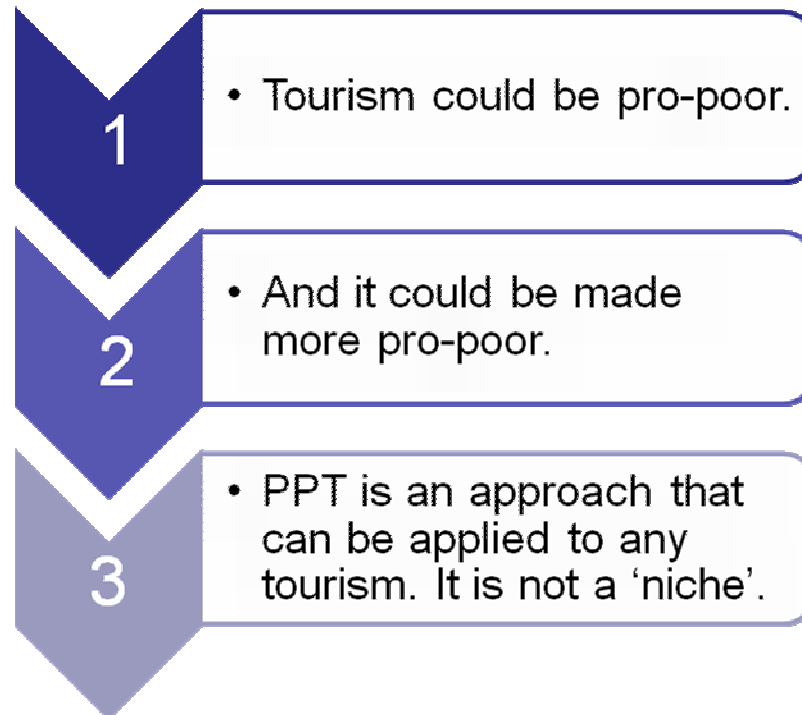 1
• Tourism could be pro-poor.
2
• And it could be made
more pro-poor.
3
• PPT is an approach that
can be applied to any
tourism. It is not a ‘niche’.